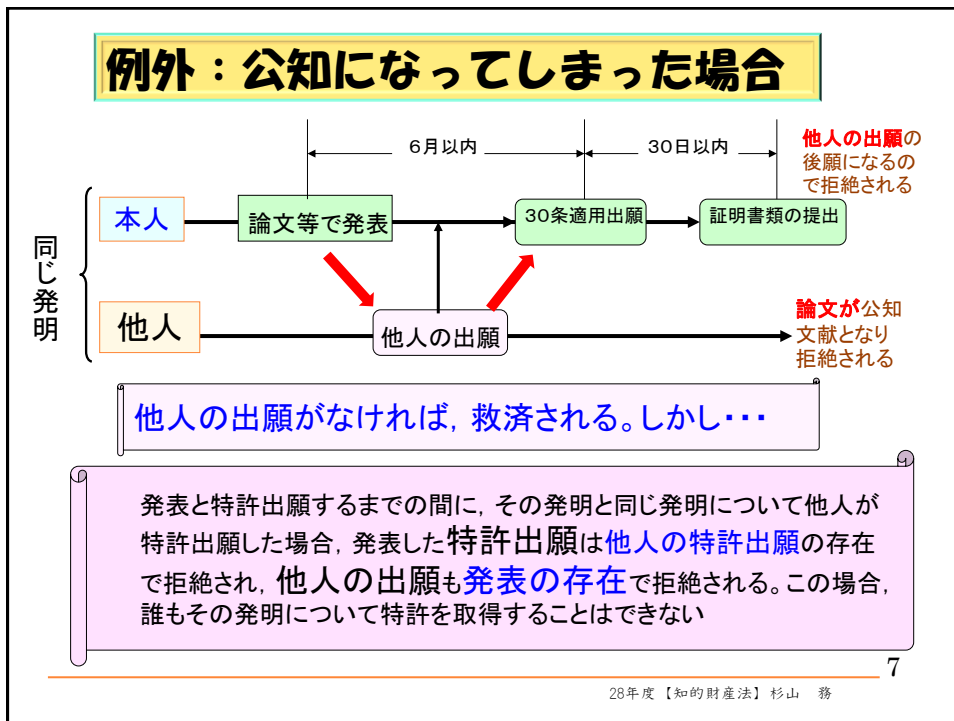 例外：公知になってしまった場合
6月以内
30日以内
他人の出願の
後願になるの
で拒絶される
同じ発明
本人
論文等で発表
30条適用出願
証明書類の提出
他人
他人の出願
論文が公知
文献となり
拒絶される
他人の出願がなければ，救済される。しかし・・・
発表と特許出願するまでの間に，その発明と同じ発明について他人が
特許出願した場合，発表した特許出願は他人の特許出願の存在
で拒絶され，他人の出願も発表の存在で拒絶される。この場合，
誰もその発明について特許を取得することはできない
7
28年度【知的財産法】杉山　務